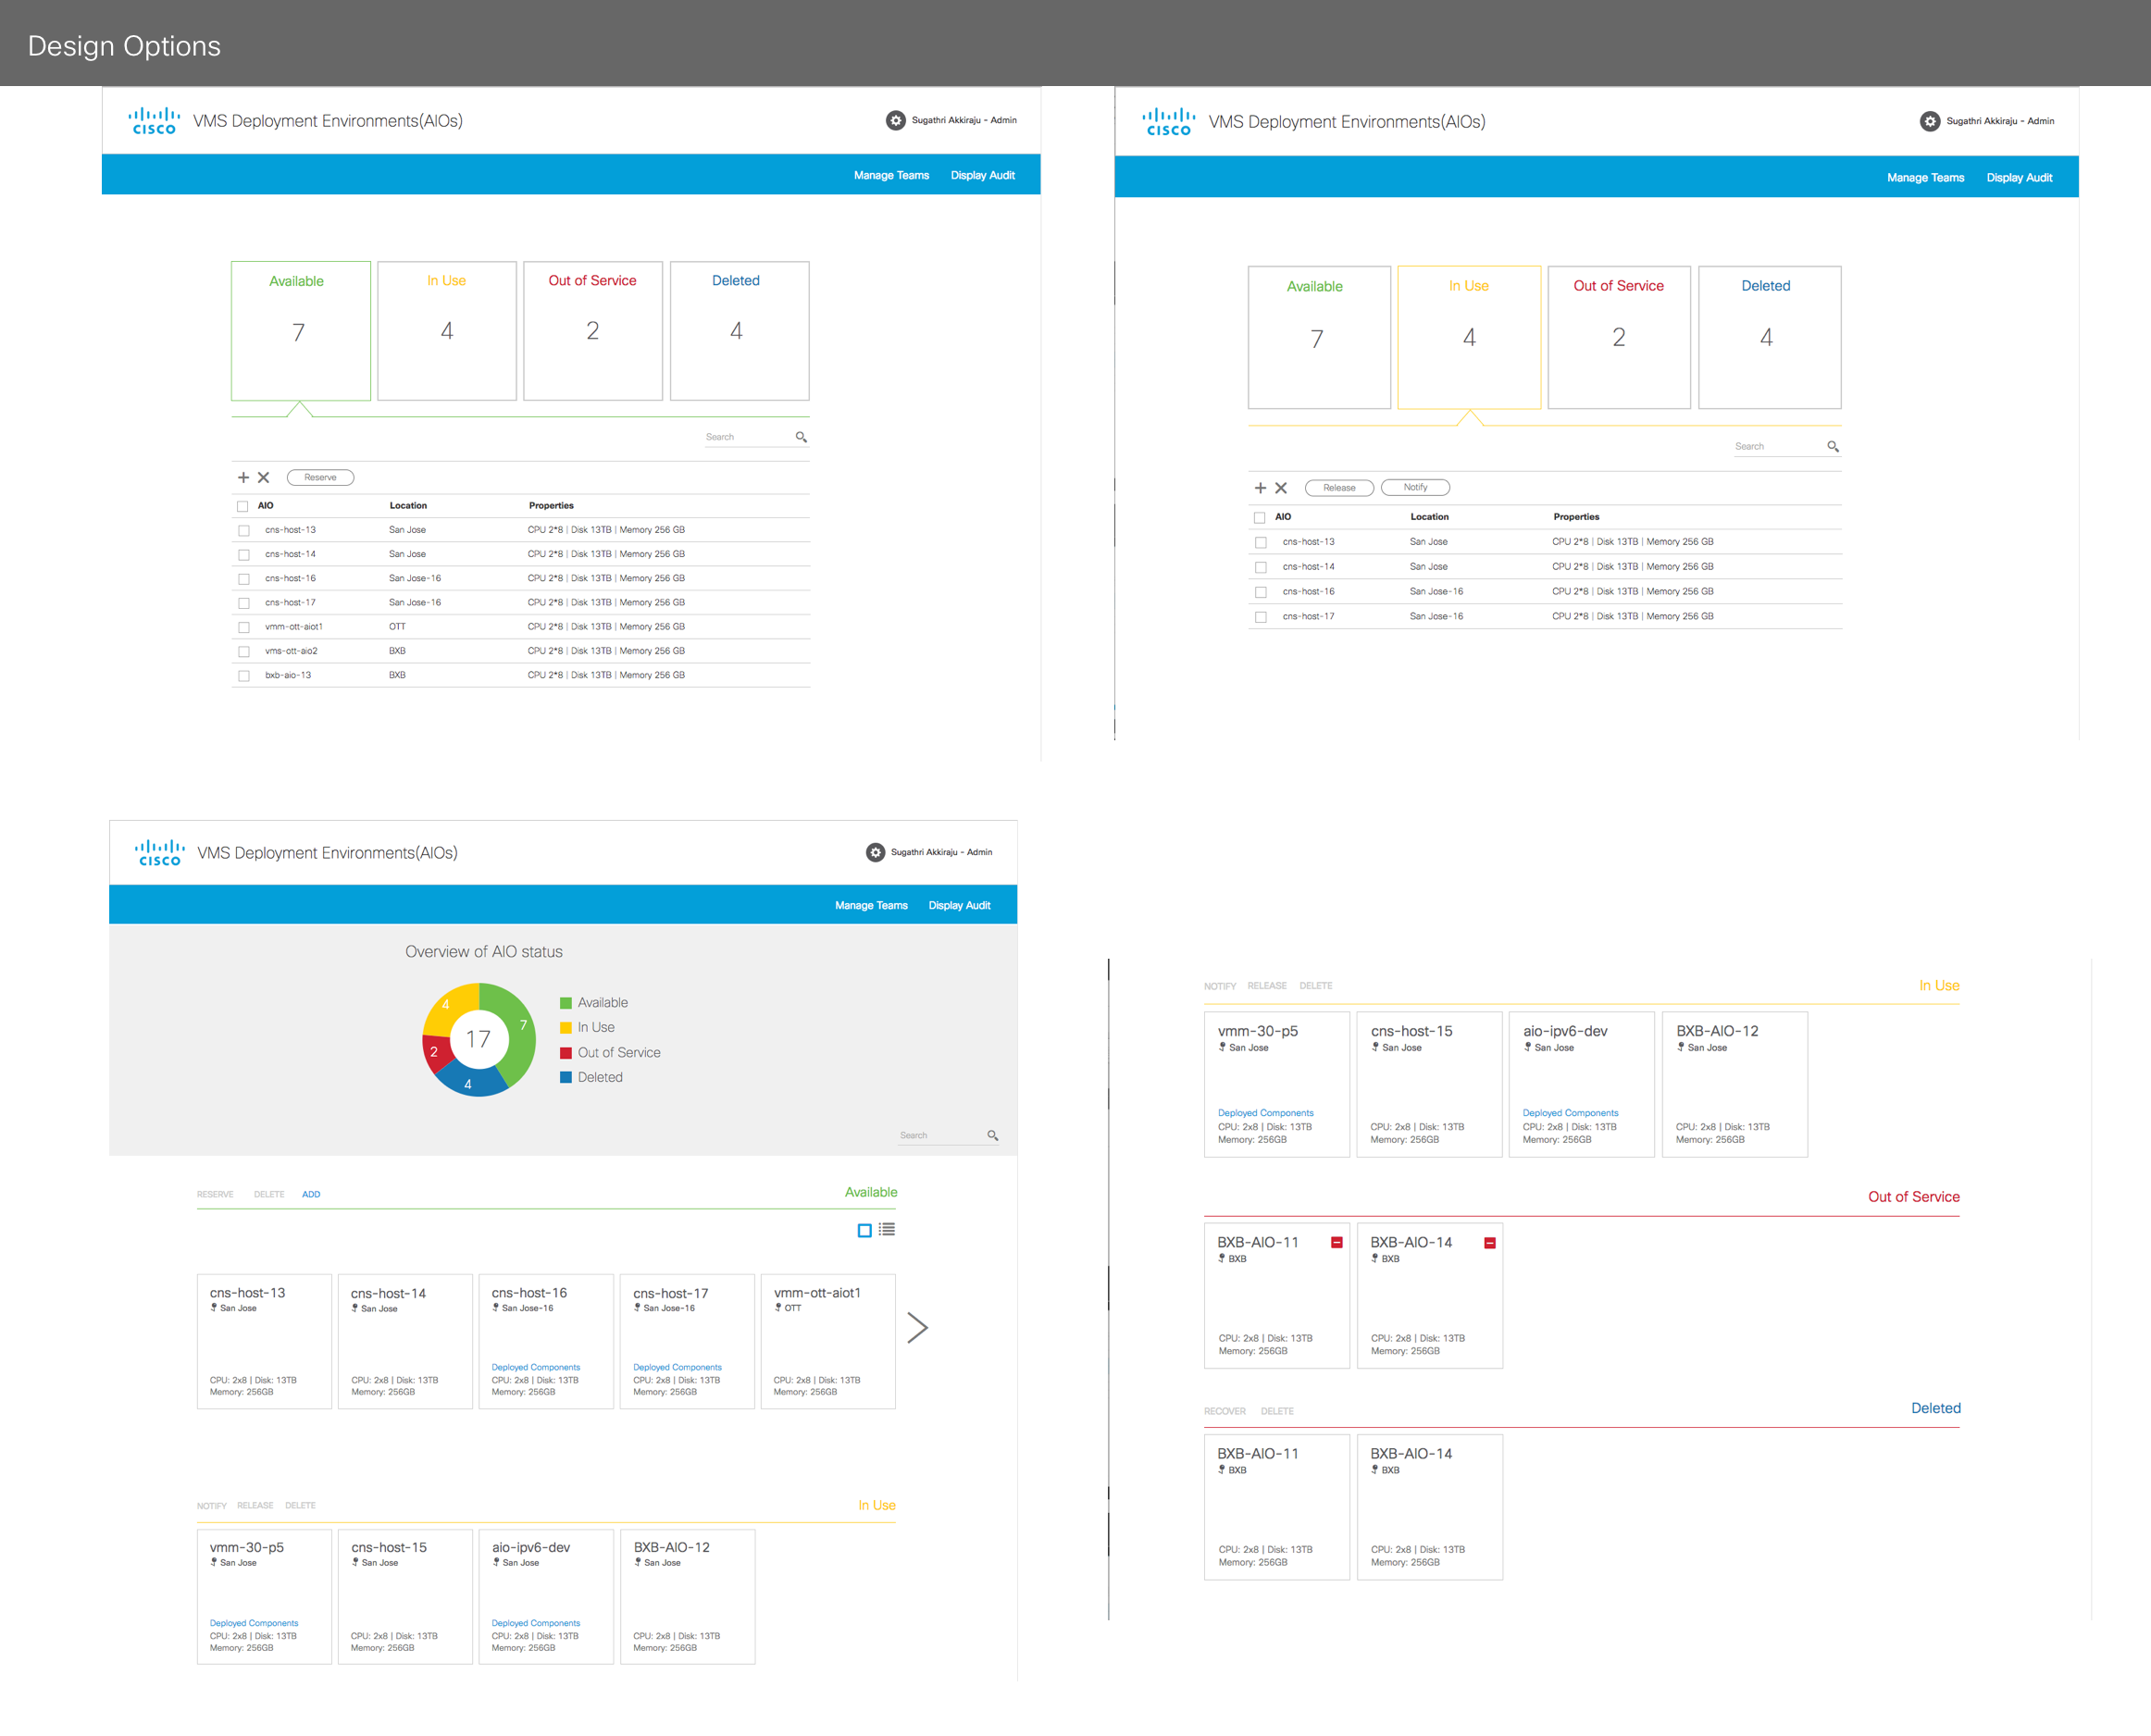 Design Options
CISCO
VMS Deployment Environments(AIOs)
Sugathri Akkiraju - Admin
Manage Teams Display Audit
Available In Use Out of Service Deleted
7 4 2 4
Search
Reserve
AIO Location Properties
cns-host-13 San Jose CPU 2*8 | Disk 13TB | Memory 256 GB
cns-host-14 San Jose CPU 2*8 | Disk 13TB | Memory 256 GB
cns-host-16 San Jose-16 CPU 2*8 | Disk 13TB | Memory 256 GB
cns-host-17 San Jose-16 CPU 2*8 | Disk 13TB | Memory 256 GB
vmm-ott-aiot1 OTT CPU 2*8 | Disk 13TB | Memory 256 GB
vms-ott-aio2 BXB CPU 2*8 | Disk 13TB | Memory 256 GB
bxb-aio-13 BXB CPU 2*8 | Disk 13TB | Memory 256 GB
CISCO
VMS Deployment Environments(AIOs)
Sugathri Akkiraju - Admin
Manage Teams Display Audit
Available In Use Out of Service Deleted
7 4 2 4
Search
Release Notify
AIO Location Properties
cns-host-13 San Jose CPU 2*8 | Disk 13TB | Memory 256 GB
cns-host-14 San Jose CPU 2*8 | Disk 13TB | Memory 256 GB
cns-host-16 San Jose-16 CPU 2*8 | Disk 13TB | Memory 256 GB
cns-host-17 San Jose-16 CPU 2*8 | Disk 13TB | Memory 256 GB
CISCO
VMS Deployment Environments(AIOs)
Sugathri Akkiraju - Admin
Manage Teams Display Audit
Overview of AIO status
4
7
17
2
4
Available
In Use
Out of Service
Deleted
Search
RESERVE DELETE ADD Available
cns-host-13 cns-host-14 cns-host-16 cns-host-17 vmm-ott-aiot1
San Jose San Jose San Jose-16 San Jose-16 OTT
Deployed Components Deployed Components
CPU: 2x8 | Disk: 13TB CPU: 2x8 | Disk: 13TB CPU: 2x8 | Disk: 13TB CPU: 2x8 | Disk: 13TB CPU: 2x8 | Disk: 13TB
Memory: 256GB Memory: 256GB Memory: 256GB Memory: 256GB Memory: 256GB
NOTIFY RELEASE DELETE In Use
vmm-30-p5 cns-host-15 aio-ipv6-dev BXB-AIO-12
San Jose San Jose San Jose San Jose
Deployed Components Deployed Components
CPU: 2x8 | Disk: 13TB CPU: 2x8 | Disk: 13TB CPU: 2x8 | Disk: 13TB CPU: 2x8 | Disk: 13TB
Memory: 256GB Memory: 256GB Memory: 256GB Memory: 256GB
NOTIFY RELEASE DELETE In Use
vmm-30-p5 cns-host-15 aio-ipv6-dev BXB-AIO-12
San Jose San Jose San Jose San Jose
Deployed Components Deployed Components
CPU: 2x8 | Disk: 13TB CPU: 2x8 | Disk: 13TB CPU: 2x8 | Disk: 13TB CPU: 2x8 | Disk: 13TB
Memory: 256GB Memory: 256GB Memory: 256GB Memory: 256GB
Out of Service
BXB-AIO-11 BXB-AIO-14
BXB BXB
CPU: 2x8 | Disk: 13TB CPU: 2x8 | Disk: 13TB
Memory: 256GB Memory: 256GB
RECOVER DELETE Deleted
BXB-AIO-11 BXB-AIO-14
BXB BXB
CPU: 2x8 | Disk: 13TB CPU: 2x8 | Disk: 13TB
Memory: 256GB Memory: 256GB